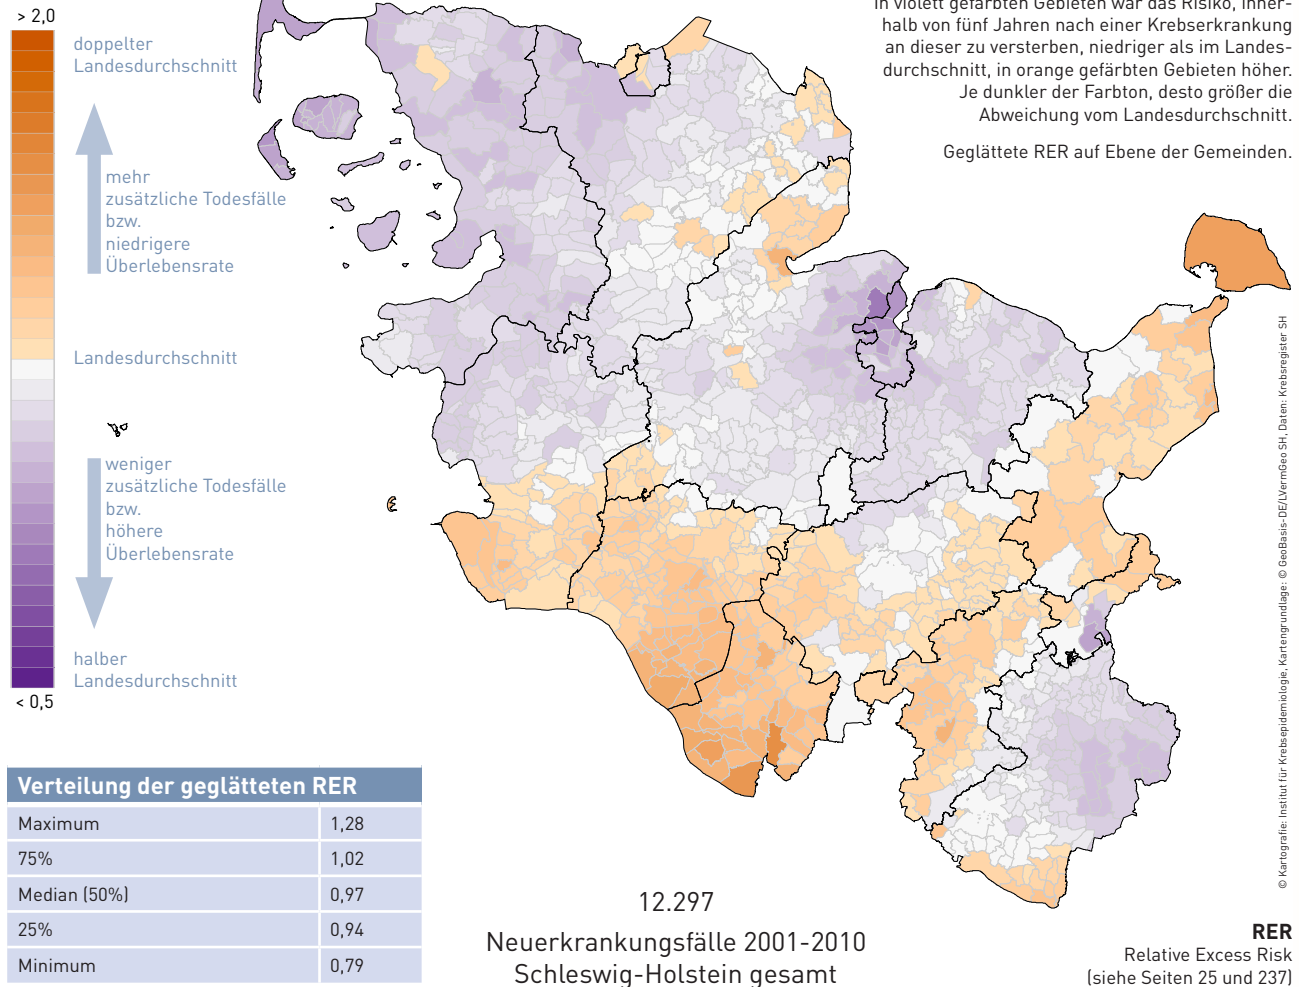 > 2,0
doppelter
Landesdurchschnitt
mehr
zusätzliche Todesfälle
bzw.
niedrigere
Überlebensrate
Landesdurchschnitt
weniger
zusätzliche Todesfälle
bzw.
höhere
Überlebensrate
halber
Landesdurchschnitt
< 0,5
In violett gefärbten Gebieten war das Risiko, inner-
halb von fünf Jahren nach einer Krebserkrankung
an dieser zu versterben, niedriger als im Landes-
durchschnitt, in orange gefärbten Gebieten höher.
Je dunkler der Farbton, desto größer die
Abweichung vom Landesdurchschnitt.
Geglättete RER auf Ebene der Gemeinden.
© Kartografie: Institut für Krebsepidemiologie, Kartengrundlage: © GeoBasis-DE/LVermGeo SH, Daten: Krebsregister SH
Verteilung der geglätteten RER
Maximum 1,28
75% 1,02
Median (50%) 0,97
25% 0,94
Minimum 0,79
12.297
Neuerkrankungsfälle 2001-2010
Schleswig-Holstein gesamt
RER
Relative Excess Risk
(siehe Seiten 25 und 237)